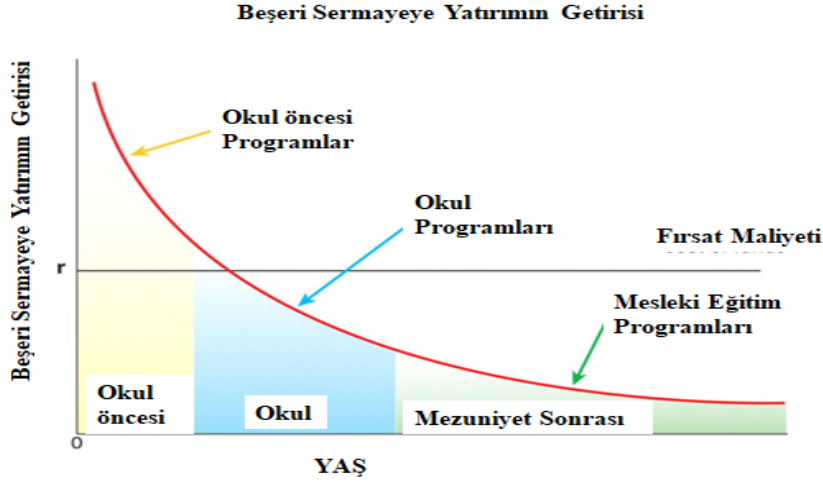 Beşeri Sermayeye Yatırımın Getirisi
Beşeri Sermayeye Yatırımın Getirisi
Okul öncesi
Programlar
Okul
Programları
Fırsat Maliyeti
r
Mesleki Eğitim
Programları
Okul
öncesi
Okul
Mezuniyet Sonrası
0
YAŞ